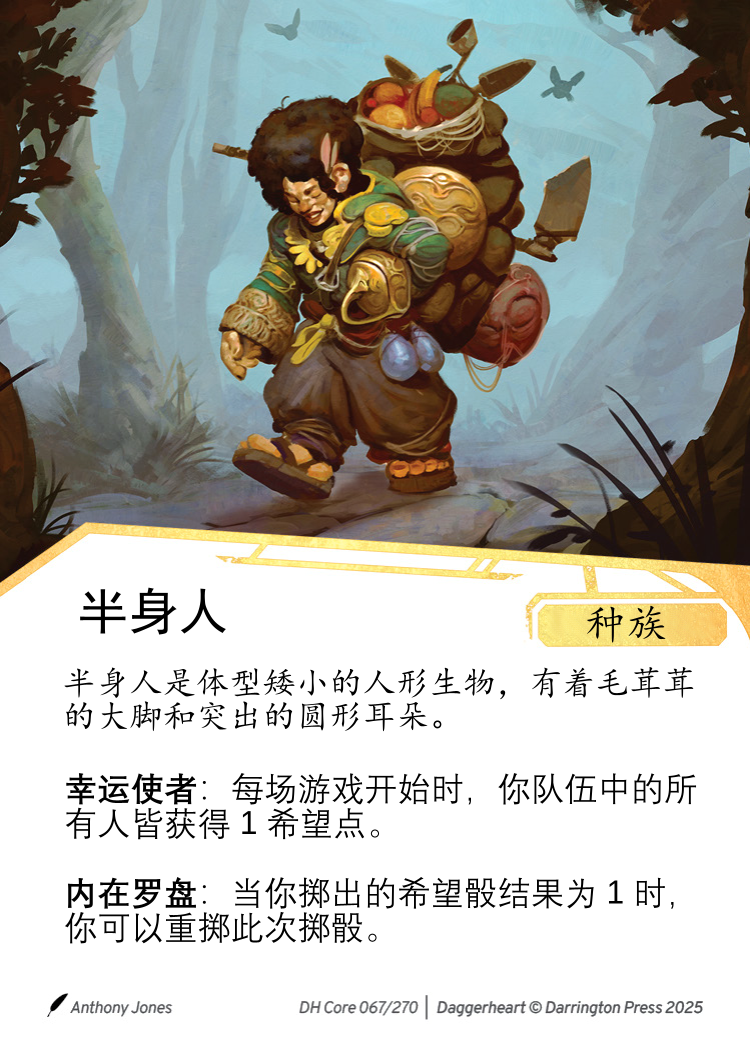 半身人
种族
半身人是体型矮小的人形生物，有着毛茸茸
的大脚和突出的圆形耳朵。
幸运使者：每场游戏开始时，你队伍中的所
有人皆获得 1 希望点。
内在罗盘：当你掷出的希望骰结果为 1 时，
你可以重掷此次掷骰。
Anthony Jones
DH Core 067/270 | Daggerheart © Darrington Press 2025